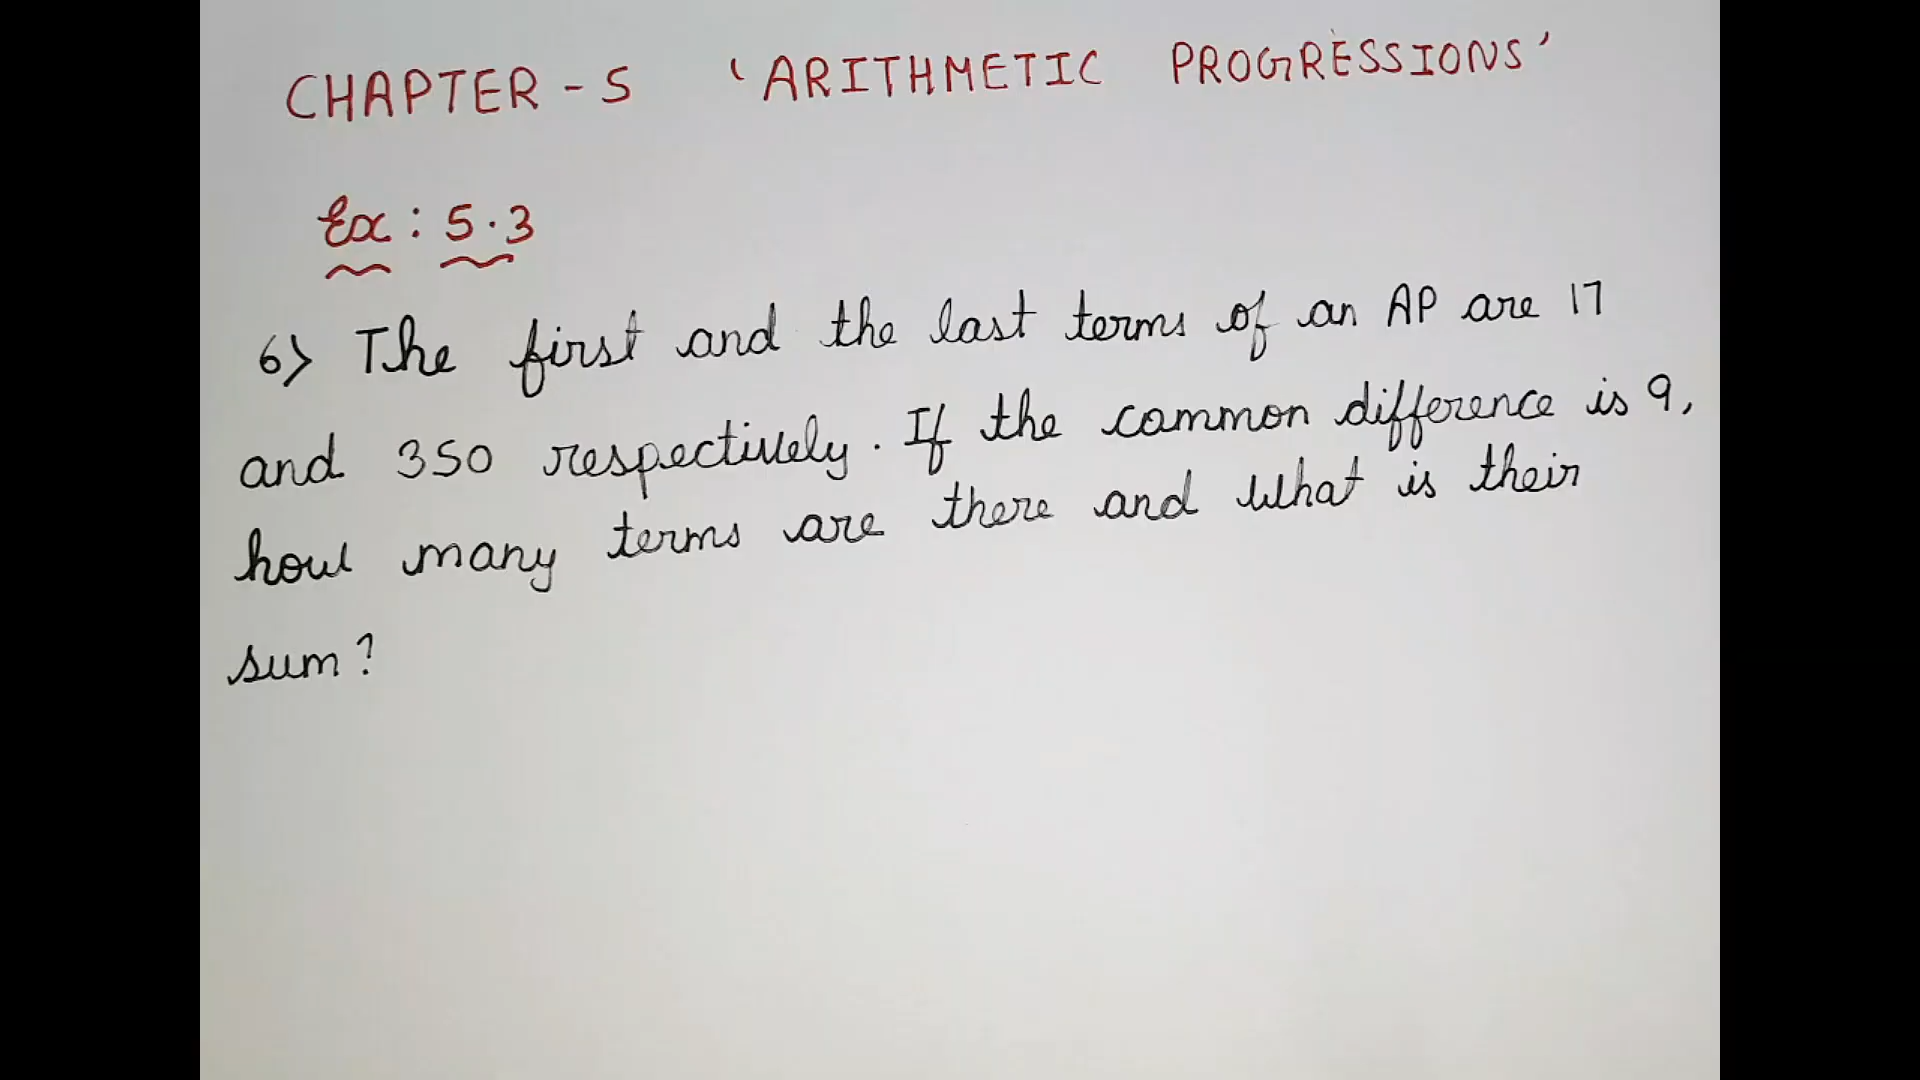 CHAPTER - 5 'ARITHMETIC PROGRESSIONS'
Ex : 5.3
6> The first and the last terms of an AP are 17
and 350 respectively. If the common difference is 9,
how many terms are there and what is their
sum?